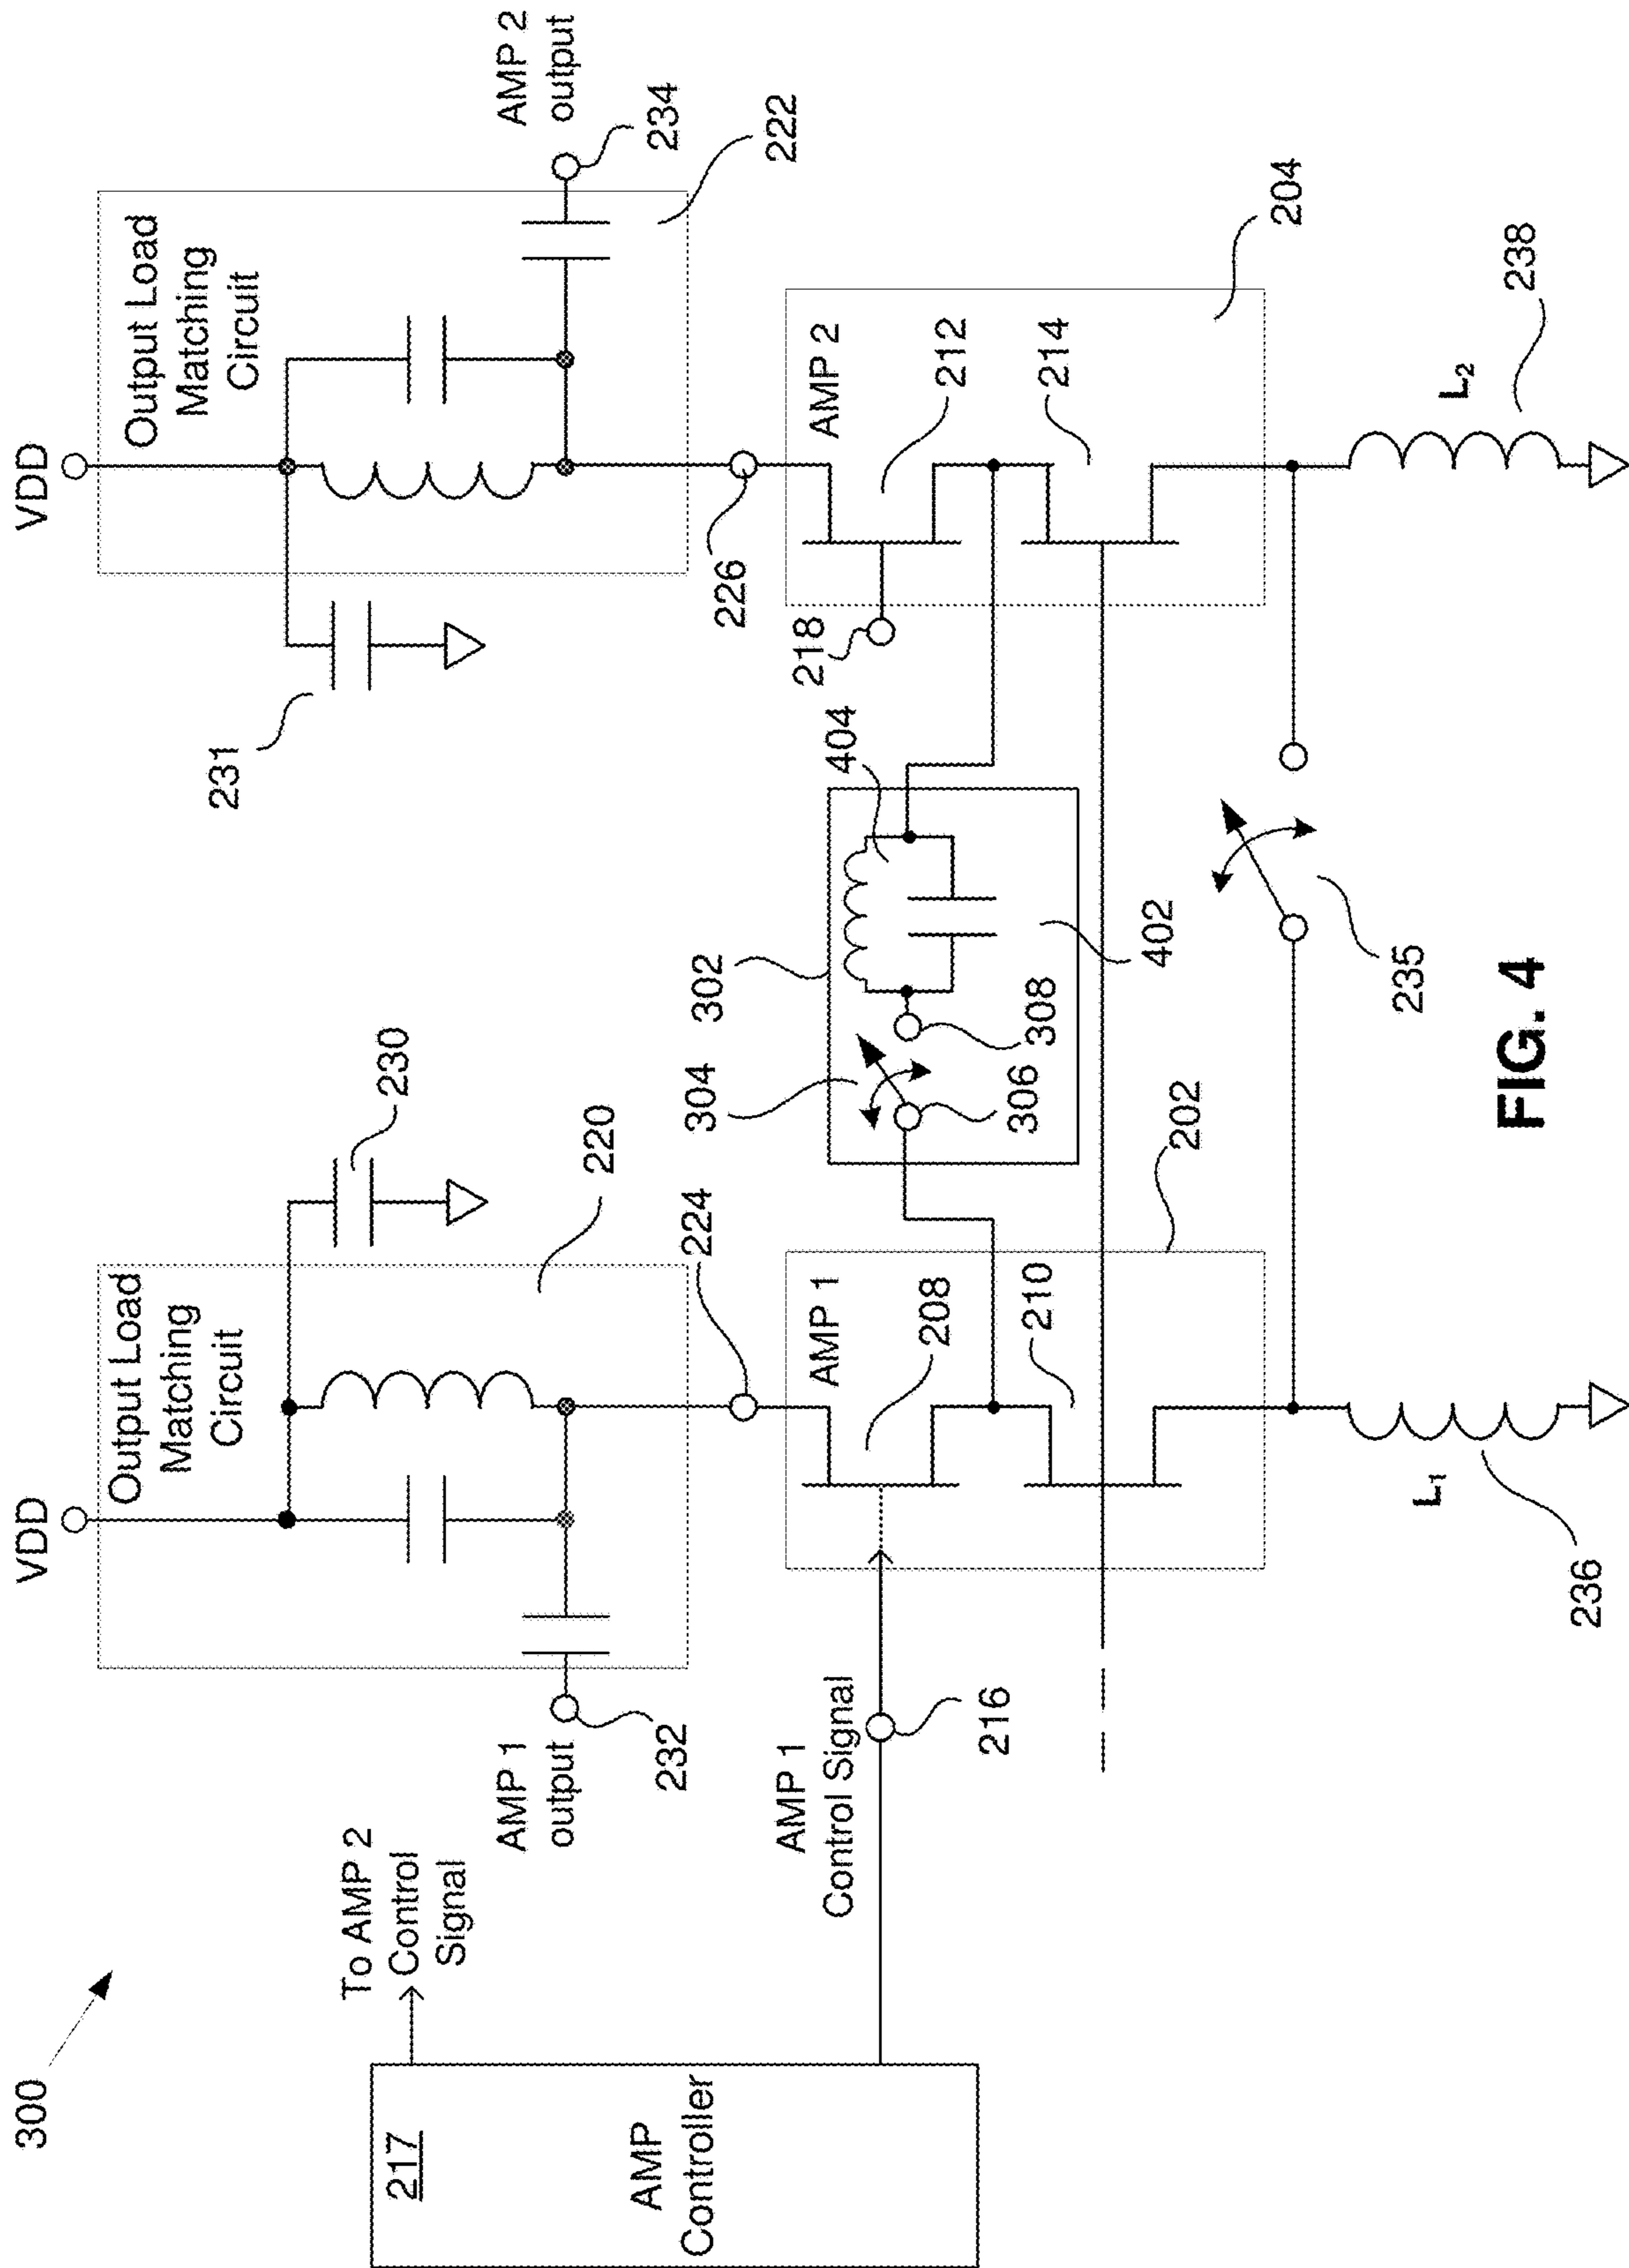 300
217
AMP
Controller
To AMP 2
Control
Signal
VDD
Output Load
Matching
Circuit
230
220
AMP 1
output
232
224
AMP 1
Control Signal
216
AMP 1
208
210
202
L1
236
VDD
Output Load
Matching
Circuit
231
AMP 2
output
234
222
226
218
AMP 2
212
214
204
302
304
306
308
404
402
235
L2
238
FIG. 4